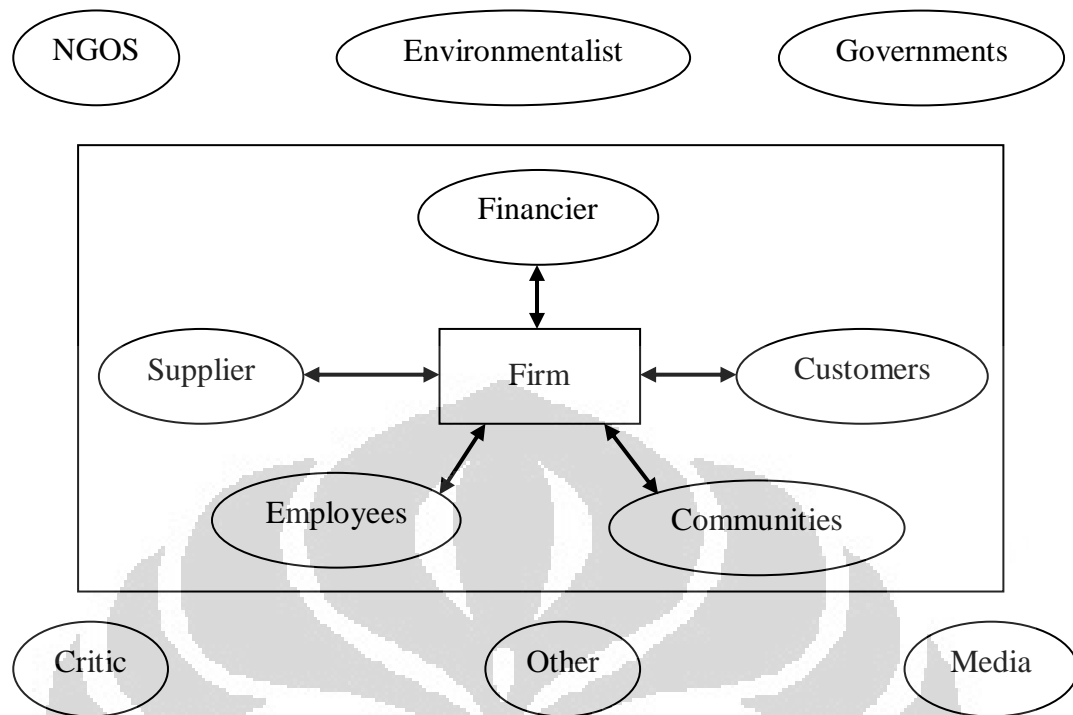 NGOS
Environmentalist
Governments
Financier
Supplier
Firm
Customers
Employees
Communities
Critic
Other
Media